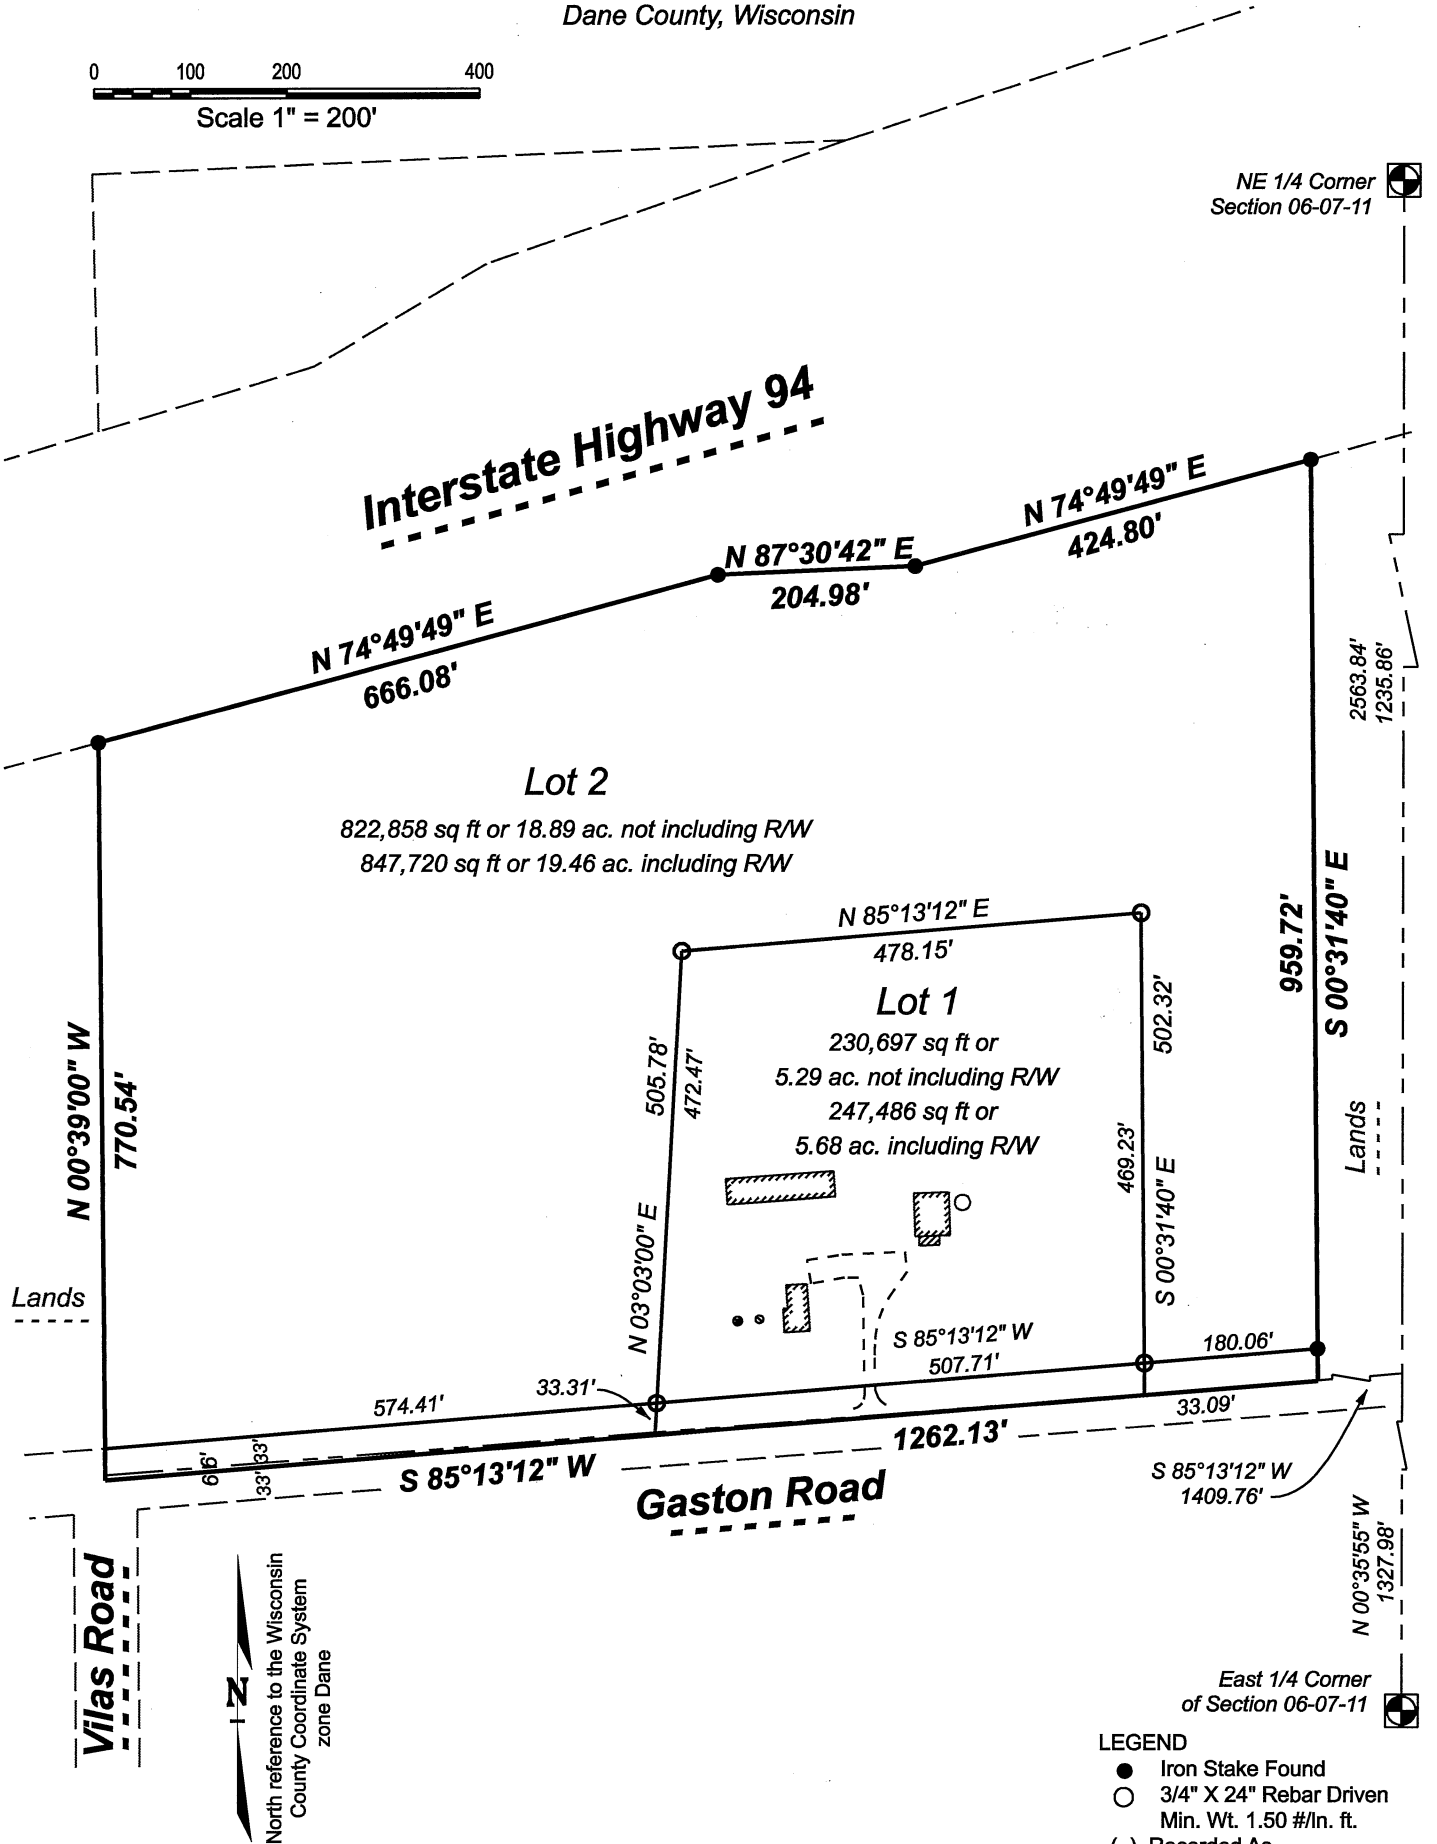 Dane County, Wisconsin
0 100 200 400
Scale 1" = 200'
NE 1/4 Corner
Section 06-07-11
Interstate Highway 94
N 74°49'49" E
424.80'
N 87°30'42" E
204.98'
N 74°49'49" E
666.08'
2563.84'
1235.86'
Lot 2
822,858 sq ft or 18.89 ac. not including R/W
847,720 sq ft or 19.46 ac. including R/W
959.72'
S 00°31'40" E
N 85°13'12" E
478.15'
Lot 1
230,697 sq ft or
5.29 ac. not including R/W
247,486 sq ft or
5.68 ac. including R/W
502.32'
469.23'
S 00°31'40" E
505.78'
472.47'
N 03°03'00" E
N 00°39'00" W
770.54'
Lands
Lands
S 85°13'12" W
507.71'
180.06'
33.31'
574.41'
33.09'
66'
33'
33'
1262.13'
S 85°13'12" W
Gaston Road
S 85°13'12" W
1409.76'
N 00°35'55" W
1327.98'
Vilas Road
N
North reference to the Wisconsin
County Coordinate System
zone Dane
East 1/4 Corner
of Section 06-07-11
LEGEND
Iron Stake Found
3/4" X 24" Rebar Driven
Min. Wt. 1.50 #/ln. ft.
( ) Recorded As